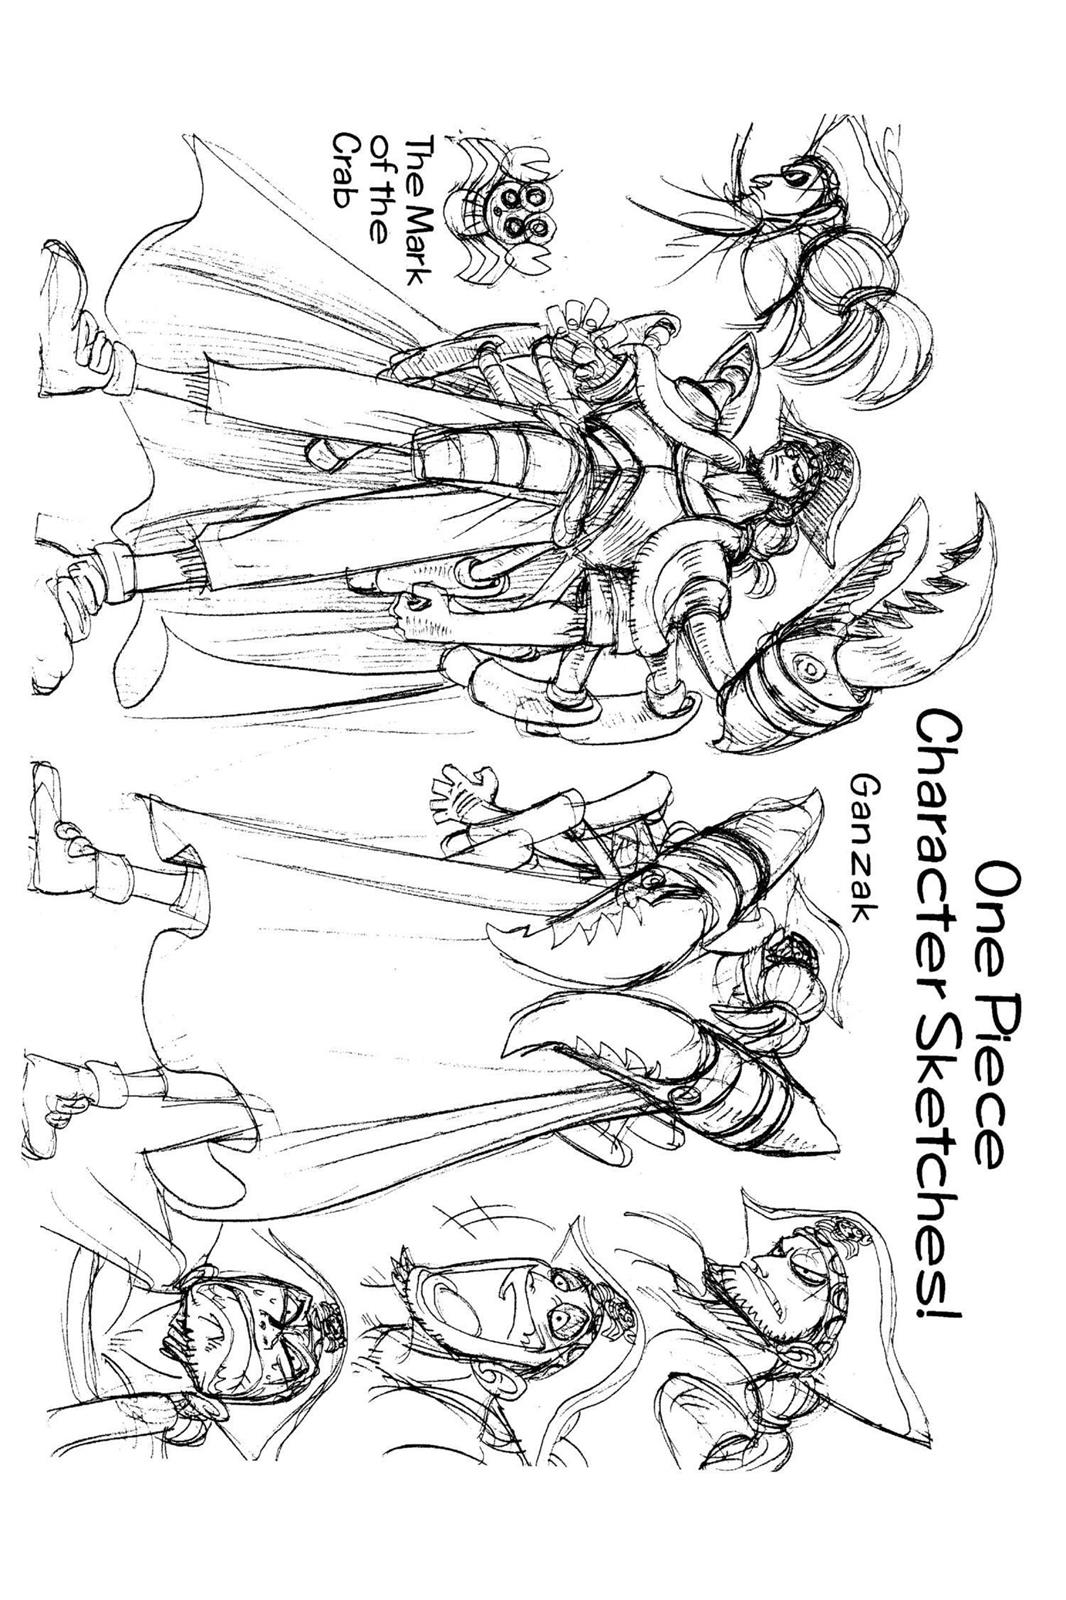 One Piece
Character Sketches!
Ganzak
The Mark
of the
Crab